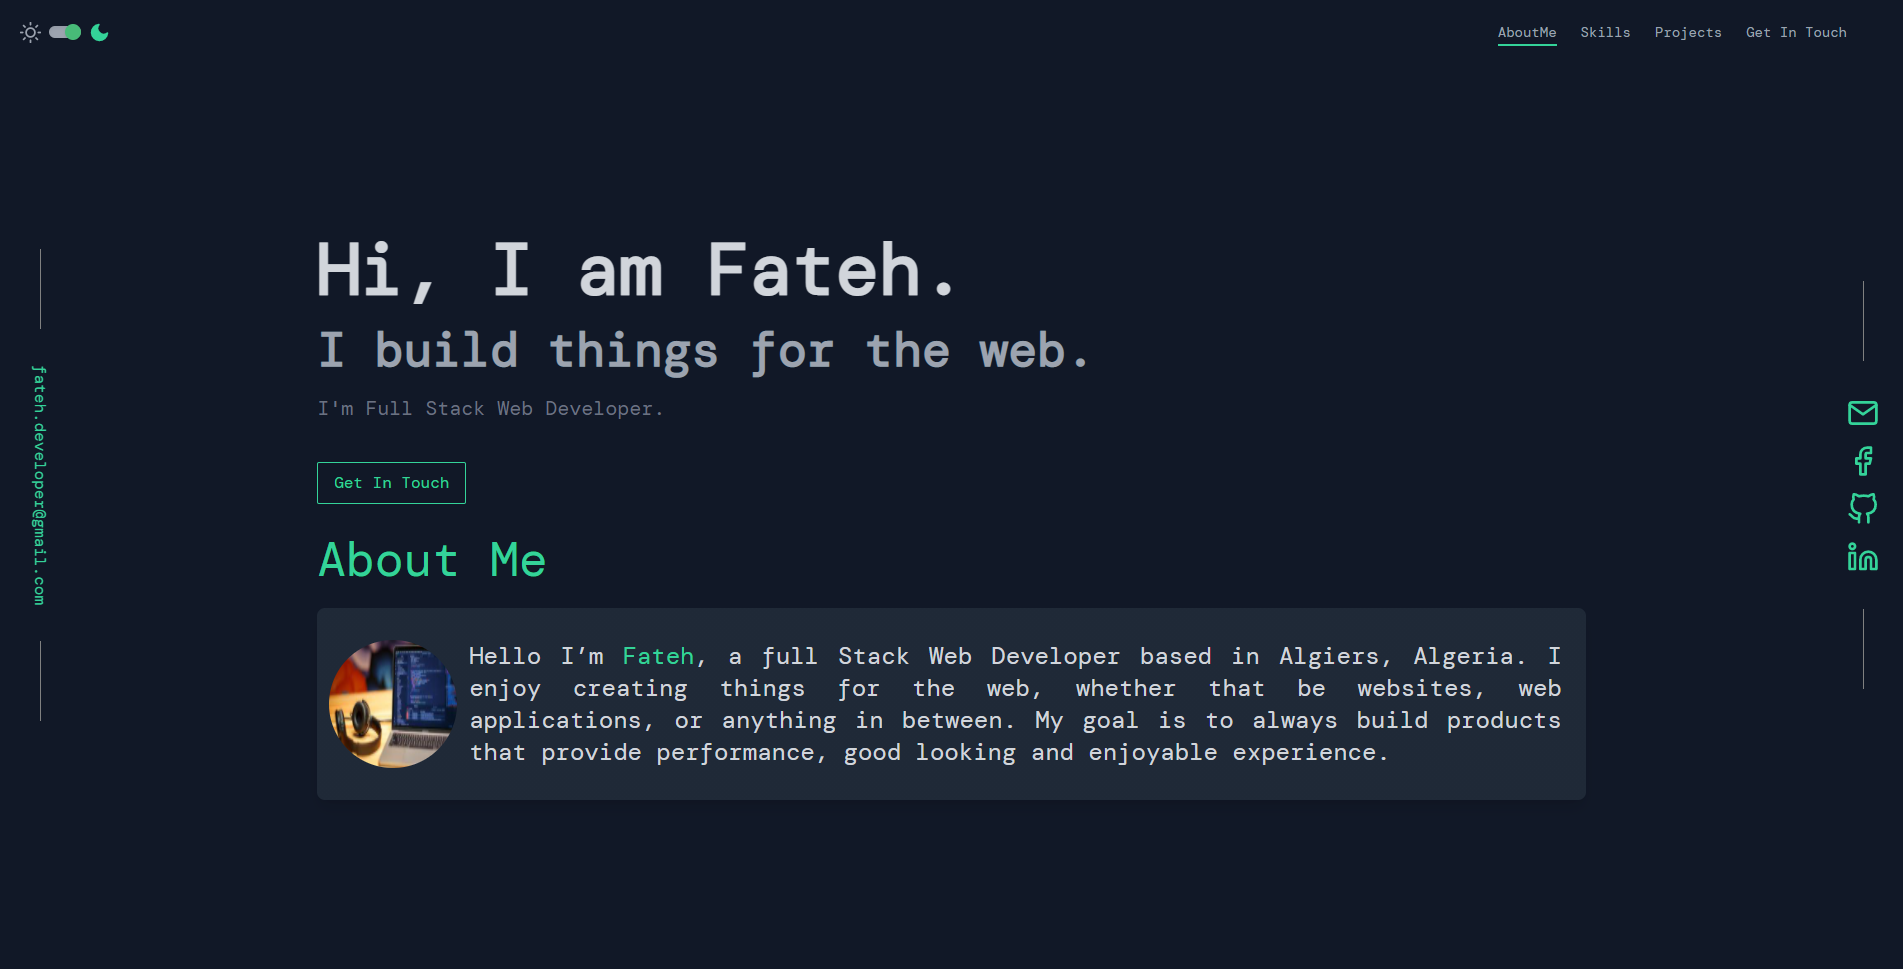 AboutMe Skills Projects Get In Touch
Hi, I am Fateh.
I build things for the web.
I'm Full Stack Web Developer.
Get In Touch
About Me
Hello I’m Fateh, a full Stack Web Developer based in Algiers, Algeria. I
enjoy creating things for the web, whether that be websites, web
applications, or anything in between. My goal is to always build products
that provide performance, good looking and enjoyable experience.
fateh.developer@gmail.com